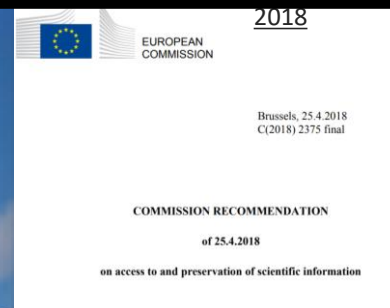 2018
EUROPEAN
COMMISSION
Brussels, 25.4.2018
C(2018) 2375 final
COMMISSION RECOMMENDATION
of 25.4.2018
on access to and preservation of scientific information